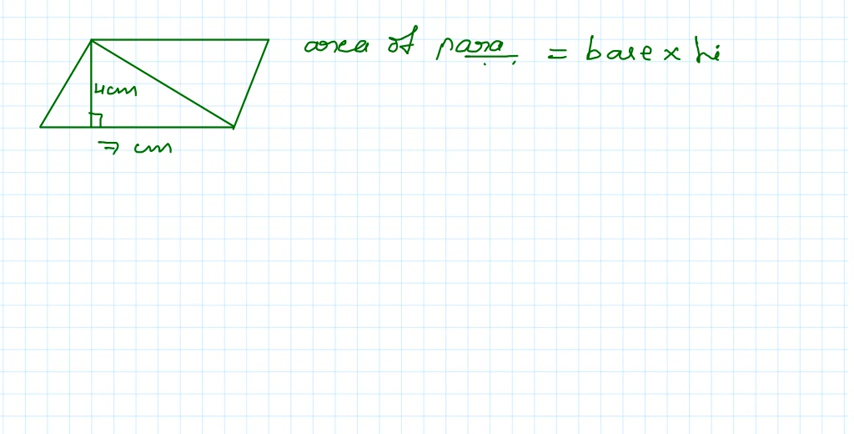 area of para = base x hi
4cm
7 cm